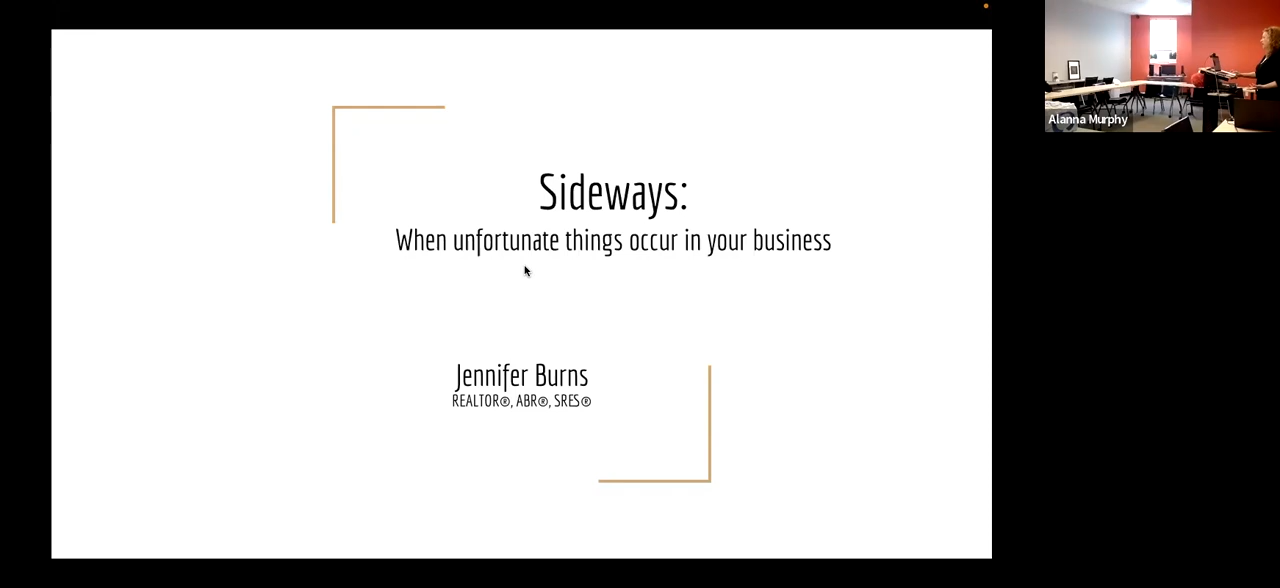 Sideways:
When unfortunate things occur in your business
Jennifer Burns
REALTOR®, ABR®, SRES®
Alanna Murphy